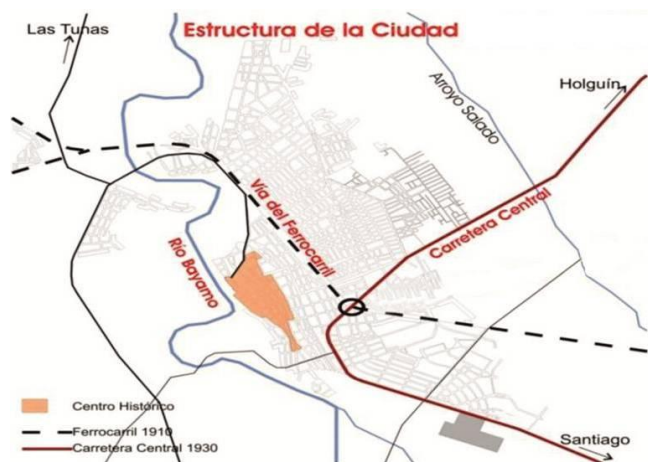 Estructura de la Ciudad
Las Tunas
Holguín
Arroyo Salado
Vía del Ferrocarril
Carretera Central
Río Bayamo
Centro Histórico
Ferrocarril 1910
Carretera Central 1930
Santiago